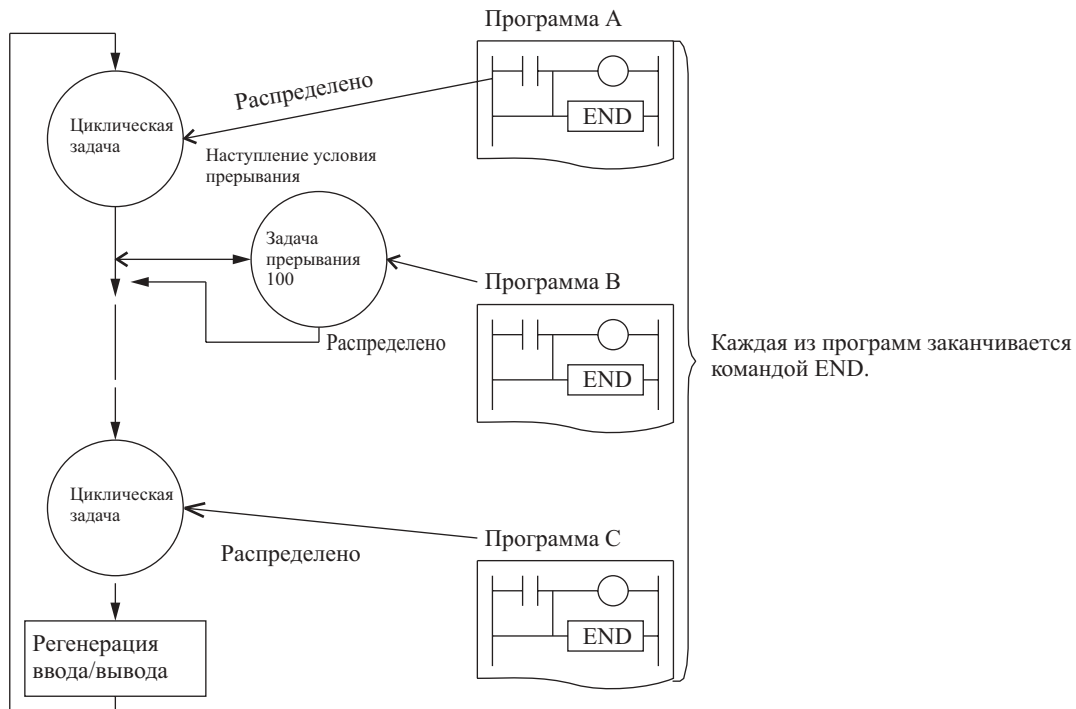 Программа A
Распределено
END
Циклическая
задача
Наступление условия
прерывания
Задача
прерывания
100
Программа B
Распределено
END
Каждая из программ заканчивается
командой END.
Циклическая
задача
Программа C
Распределено
END
Регенерация
ввода/вывода